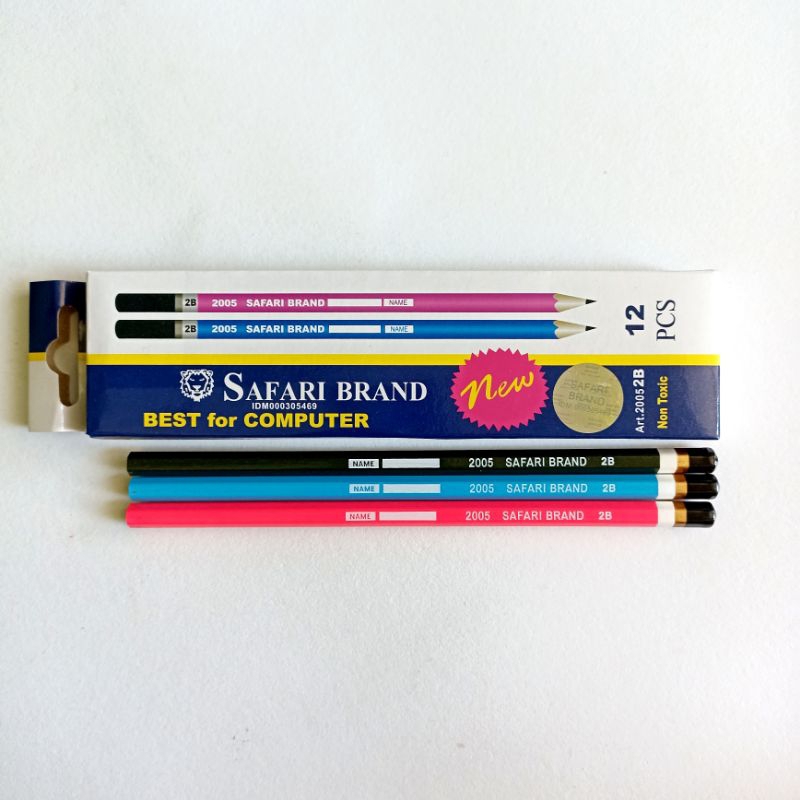 2B 2005 SAFARI BRAND NAME
2B 2005 SAFARI BRAND NAME
12
PCS
SAFARI BRAND
IDM000305469
BEST for COMPUTER
New
SAFARI
BRAND
Art.2005 2B
Non Toxic
NAME 2005 SAFARI BRAND 2B
NAME 2005 SAFARI BRAND 2B
NAME 2005 SAFARI BRAND 2B